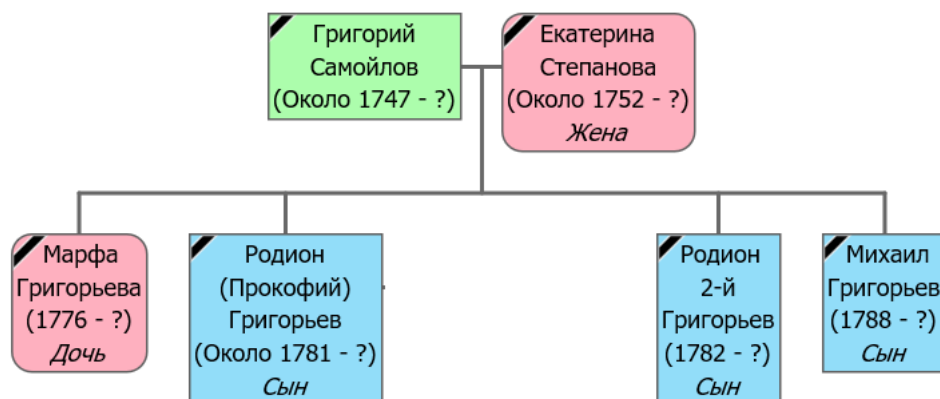 Григорий
Самойлов
(Около 1747 - ?)
Екатерина
Степанова
(Около 1752 - ?)
Жена
Марфа
Григорьева
(1776 - ?)
Дочь
Родион
(Прокофий)
Григорьев
(Около 1781 - ?)
Сын
Родион
2-й
Григорьев
(1782 - ?)
Сын
Михаил
Григорьев
(1788 - ?)
Сын